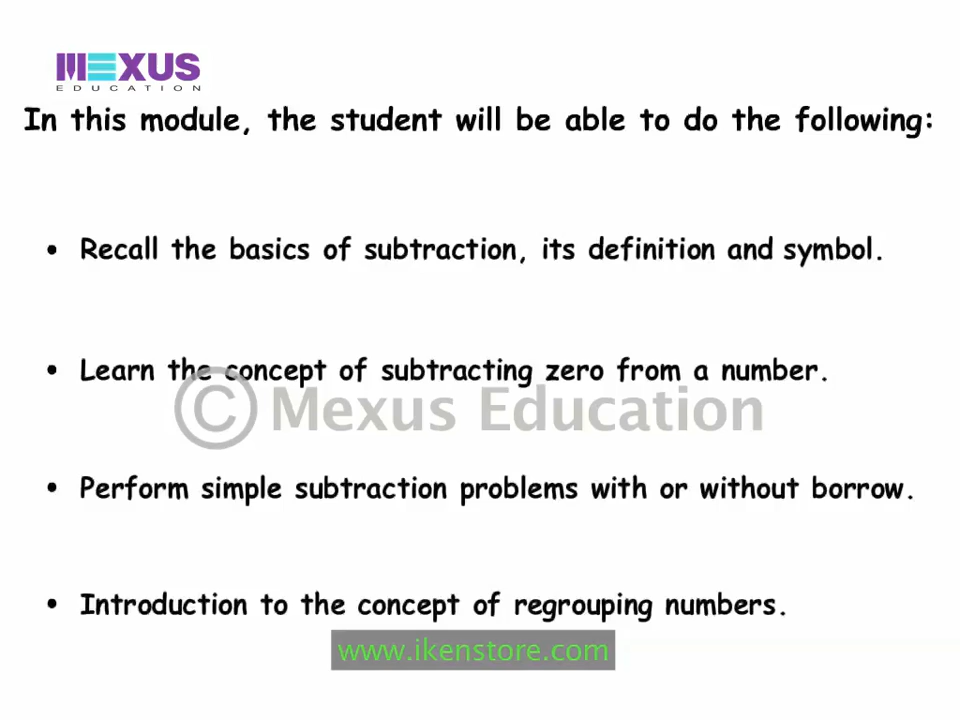 MEXUS
EDUCATION
In this module, the student will be able to do the following:
• Recall the basics of subtraction, its definition and symbol.
• Learn the concept of subtracting zero from a number.
© Mexus Education
• Perform simple subtraction problems with or without borrow.
• Introduction to the concept of regrouping numbers.
www.ikenstore.com